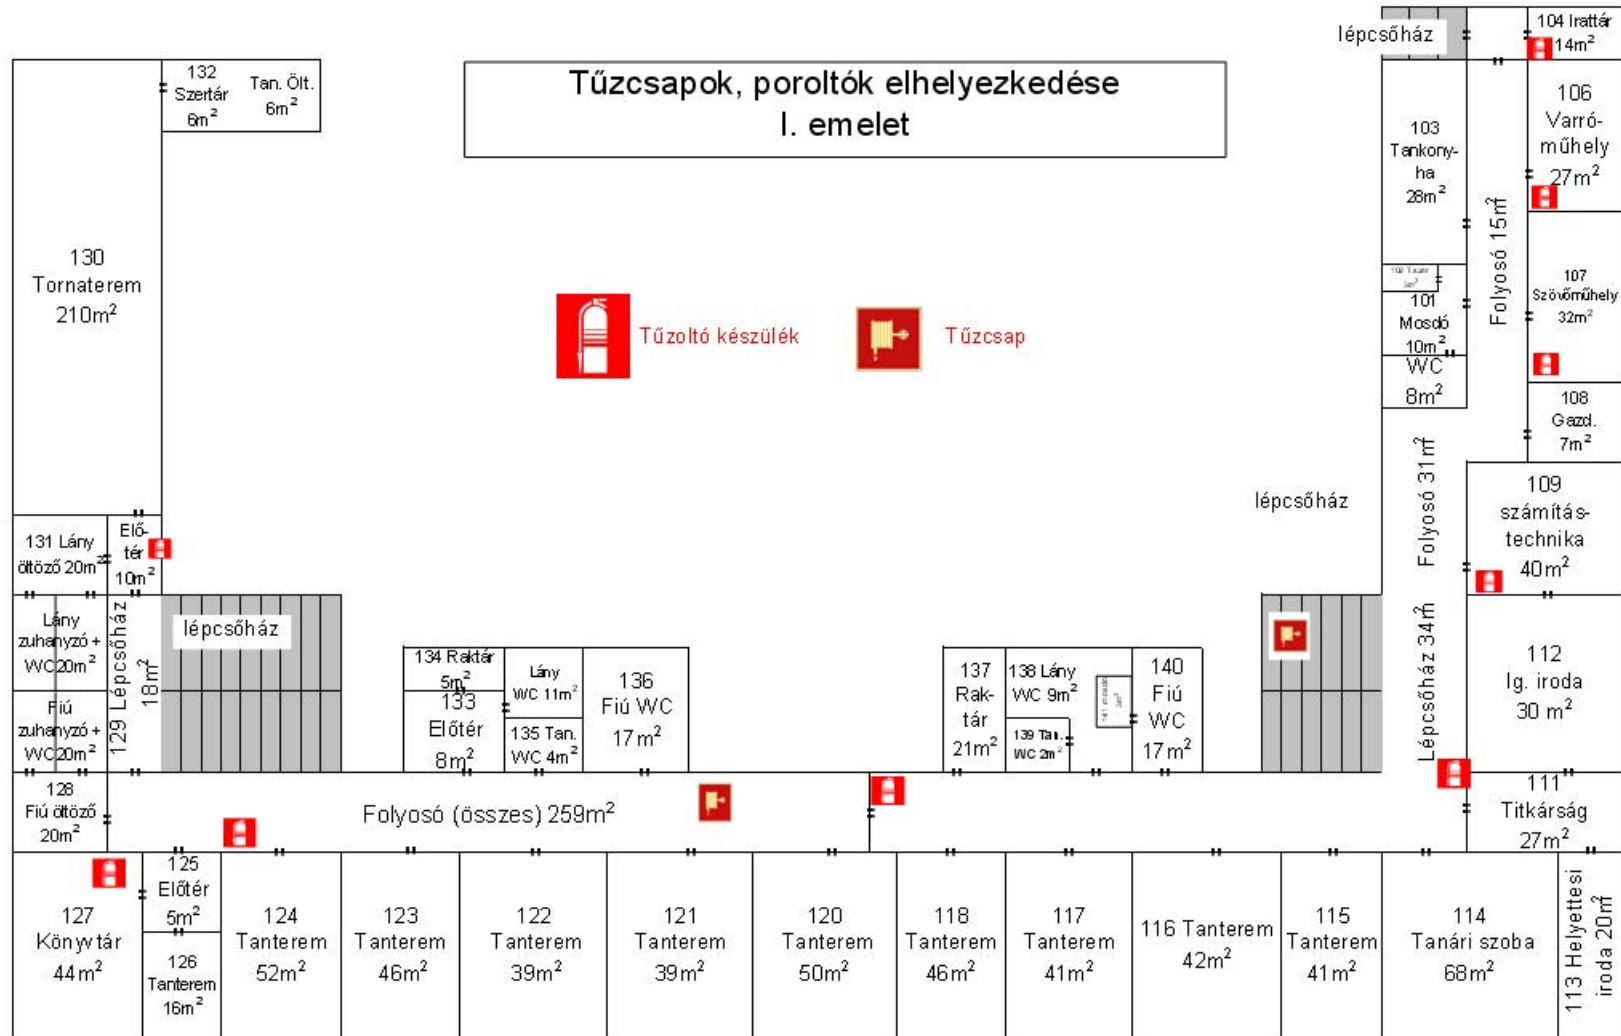 Tűzcsapok, poroltók elhelyezkedése
I. emelet
132
Szertár
6m²
Tan. Ölt.
6m²
130
Tornaterem
210m²
Tűzoltó készülék
Tűzcsap
lépcsőház
104 Irattár
14m²
106
Varró-
műhely
27m²
103
Tankony-
ha
28m²
Folyosó 15m²
107
Szövőműhely
32m²
101
Mosdó
10m²
WC
8m²
108
Gazd.
7m²
Folyosó 31m²
109
számítás-
technika
40m²
lépcsőház
131 Lány
öltöző 20m²
Elő-
tér
10m²
Lány
zuhanyzó +
WC20m²
Fiú
zuhanyzó +
WC20m²
129 Lépcsőház
18m²
lépcsőház
134 Raktár
5m²
133
Előtér
8m²
Lány
WC 11m²
135 Tan.
WC 4m²
136
Fiú WC
17m²
137
Rak-
tár
21m²
138 Lány
WC 9m²
139 Tan.
WC 2m²
140
Fiú
WC
17m²
Lépcsőház 34m²
112
Ig. iroda
30 m²
128
Fiú öltöző
20m²
Folyosó (összes) 259m²
111
Titkárság
27m²
127
Könyvtár
44m²
125
Előtér
5m²
126
Tanterem
16m²
124
Tanterem
52m²
123
Tanterem
46m²
122
Tanterem
39m²
121
Tanterem
39m²
120
Tanterem
50m²
118
Tanterem
46m²
117
Tanterem
41m²
116 Tanterem
42m²
115
Tanterem
41m²
114
Tanári szoba
68m²
113 Helyettesi
iroda 20m²